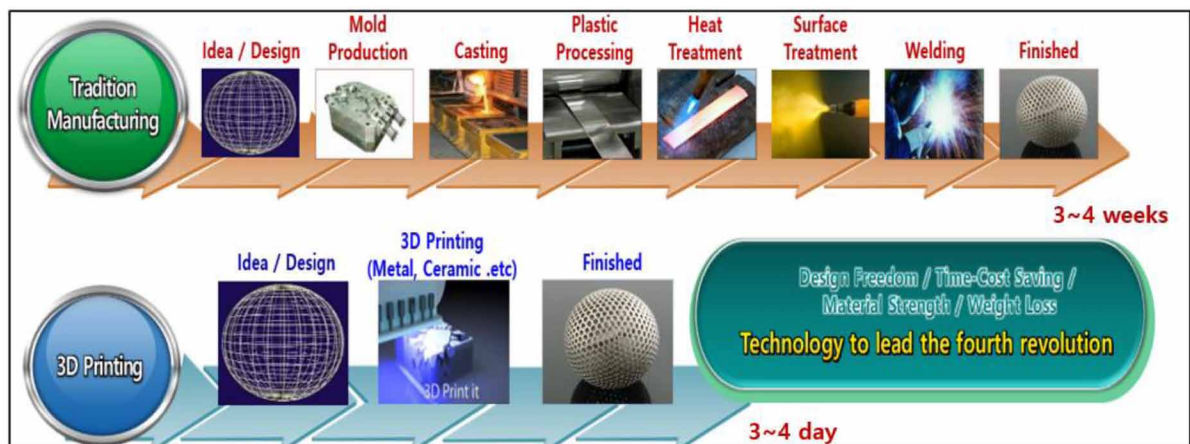 Tradition
Manufacturing
Idea / Design
Mold
Production
Casting
Plastic
Processing
Heat
Treatment
Surface
Treatment
Welding
Finished
3~4 weeks
3D Printing
Idea / Design
3D Printing
(Metal, Ceramic .etc)
3D Print it
Finished
Design Freedom / Time-Cost Saving /
Material Strength / Weight Loss
Technology to lead the fourth revolution
3~4 day